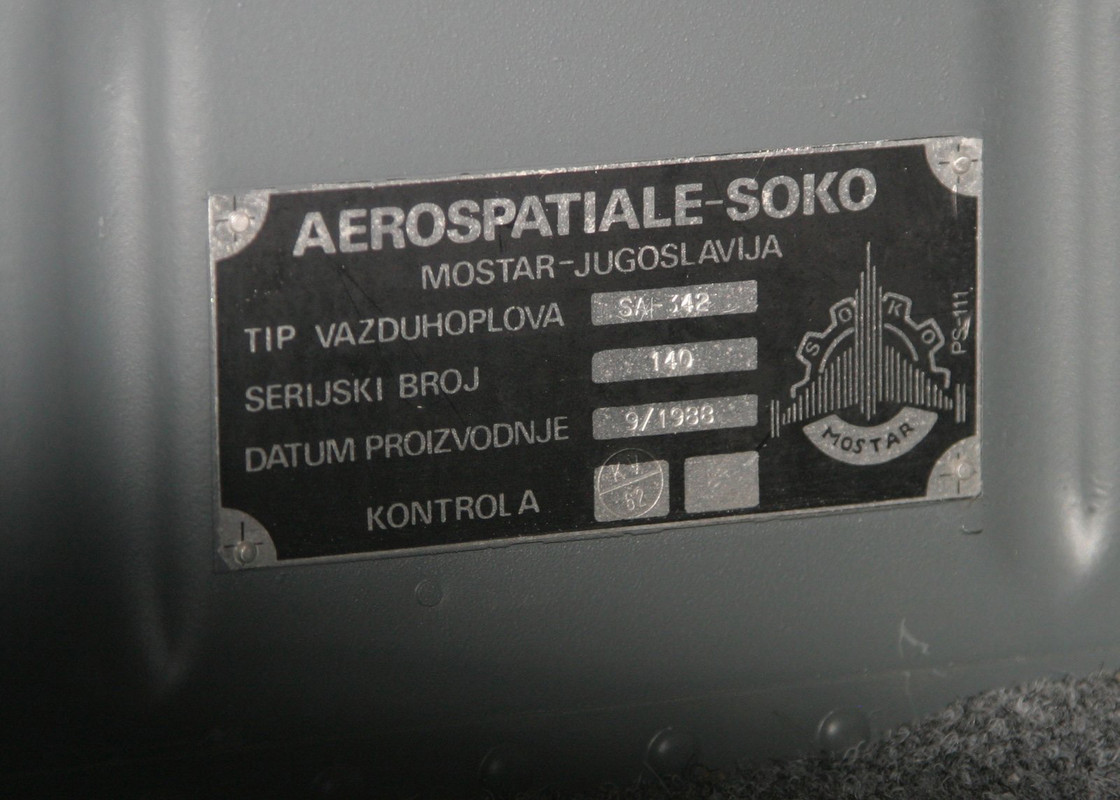 AEROSPATIALE-SOKO
MOSTAR-JUGOSLAVIJA
TIP VAZDUHOPLOVA SA-342
SERIJSKI BROJ 140
DATUM PROIZVODNJE 9/1988
KONTROLA
62
SOKO
MOSTAR
PS-111